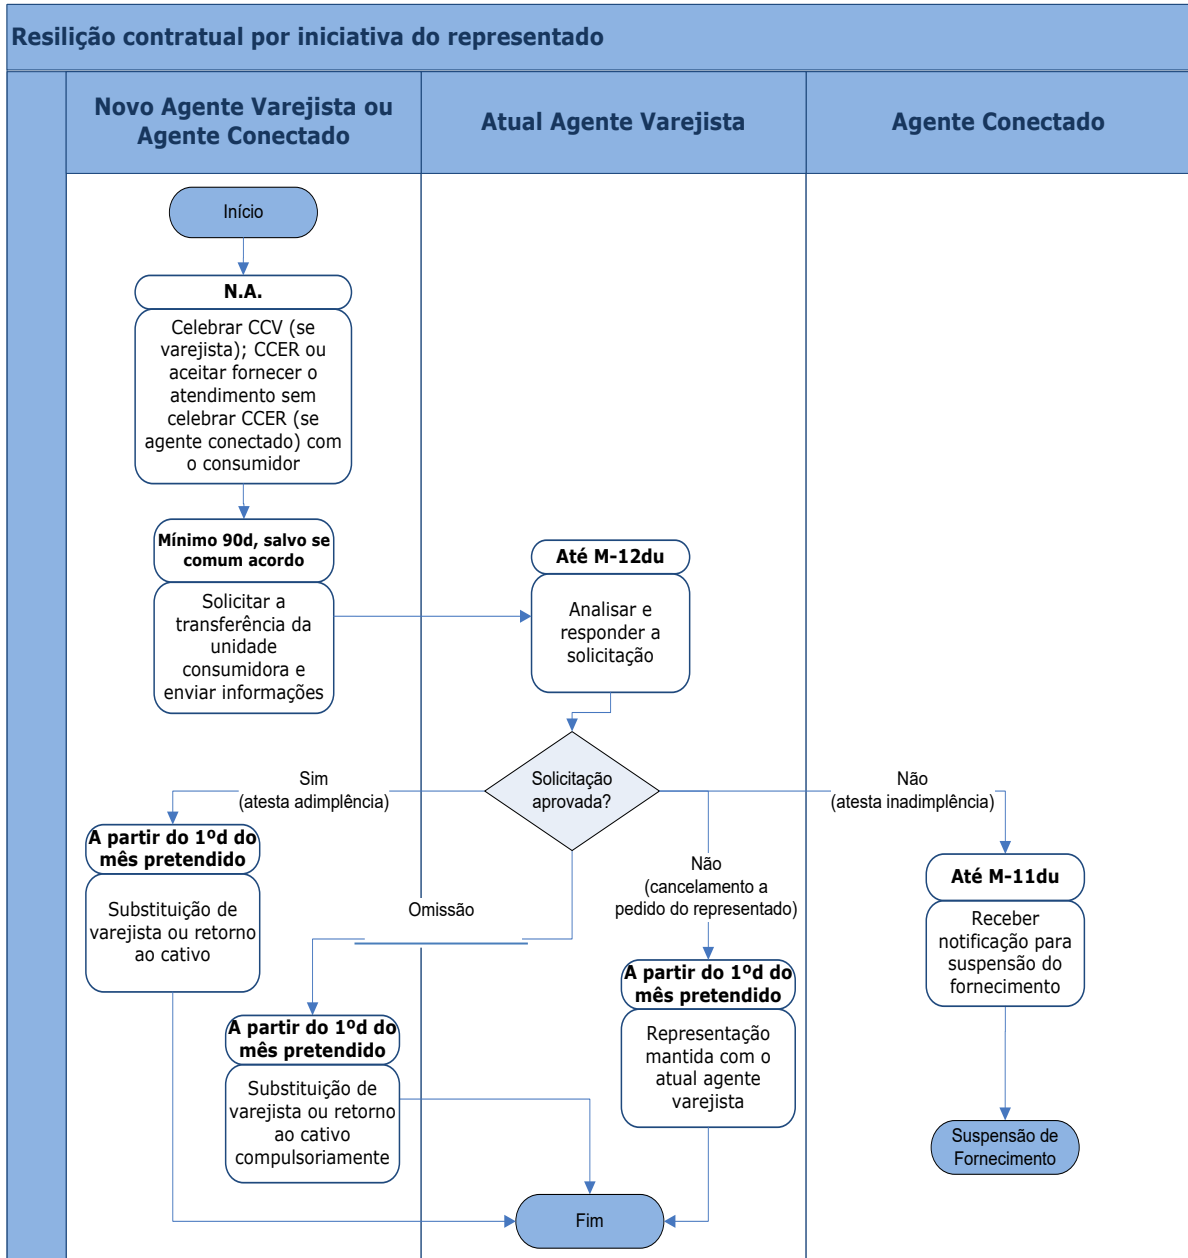 Resilição contratual por iniciativa do representado
Novo Agente Varejista ou
Agente Conectado
Atual Agente Varejista
Agente Conectado
Início
N.A.
Celebrar CCV (se
varejista); CCER ou
aceitar fornecer o
atendimento sem
celebrar CCER (se
agente conectado) com
o consumidor
Mínimo 90d, salvo se
comum acordo
Solicitar a
transferência da
unidade
consumidora e
enviar informações
Até M-12du
Analisar e
responder a
solicitação
Solicitação
aprovada?
Sim
(atesta adimplência)
Não
(atesta inadimplência)
A partir do 1ºd do
mês pretendido
Substituição de
varejista ou retorno
ao cativo
Omissão
Não
(cancelamento a
pedido do representado)
Até M-11du
Receber
notificação para
suspensão do
fornecimento
A partir do 1ºd do
mês pretendido
Representação
mantida com o
atual agente
varejista
A partir do 1ºd do
mês pretendido
Substituição de
varejista ou retorno
ao cativo
compulsoriamente
Suspensão de
Fornecimento
Fim